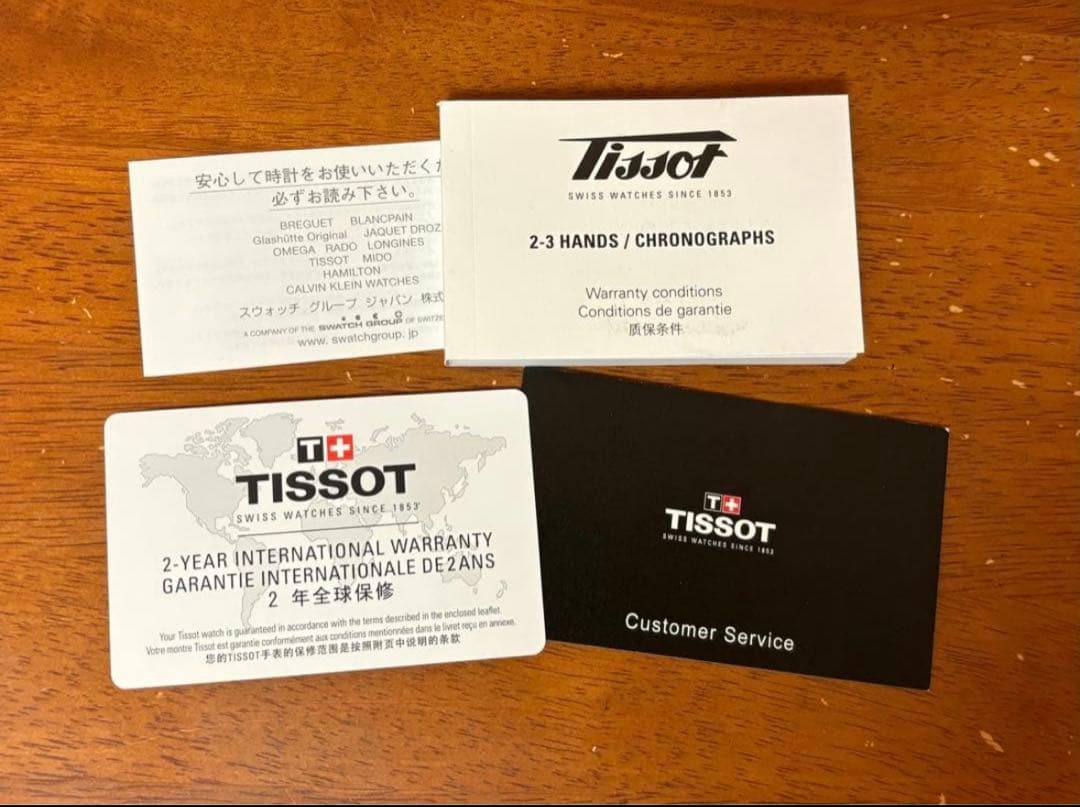 安心して時計をお使いいただくた
必ずお読み下さい。
BREGUET BLANCPAIN
Glashütte Original JAQUET DROZ
OMEGA RADO LONGINES
TISSOT MIDO
HAMILTON
CALVIN KLEIN WATCHES
スウォッチ グループ ジャパン 株式
A COMPANY OF THE SWATCH GROUP OF SWITZE
www.swatchgroup.jp
Tissot
SWISS WATCHES SINCE 1853
2-3 HANDS / CHRONOGRAPHS
Warranty conditions
Conditions de garantie
质保条件
T+
TISSOT
SWISS WATCHES SINCE 1853
2-YEAR INTERNATIONAL WARRANTY
GARANTIE INTERNATIONALE DE 2 ANS
2 年全球保修
Your Tissot watch is guaranteed in accordance with the terms described in the enclosed leaflet.
Votre montre Tissot est garantie conformément aux conditions mentionnées dans le livret reçu en annexe.
您的TISSOT手表的保修范围是按照附页中说明的条款
T+
TISSOT
SWISS WATCHES SINCE 1853
Customer Service